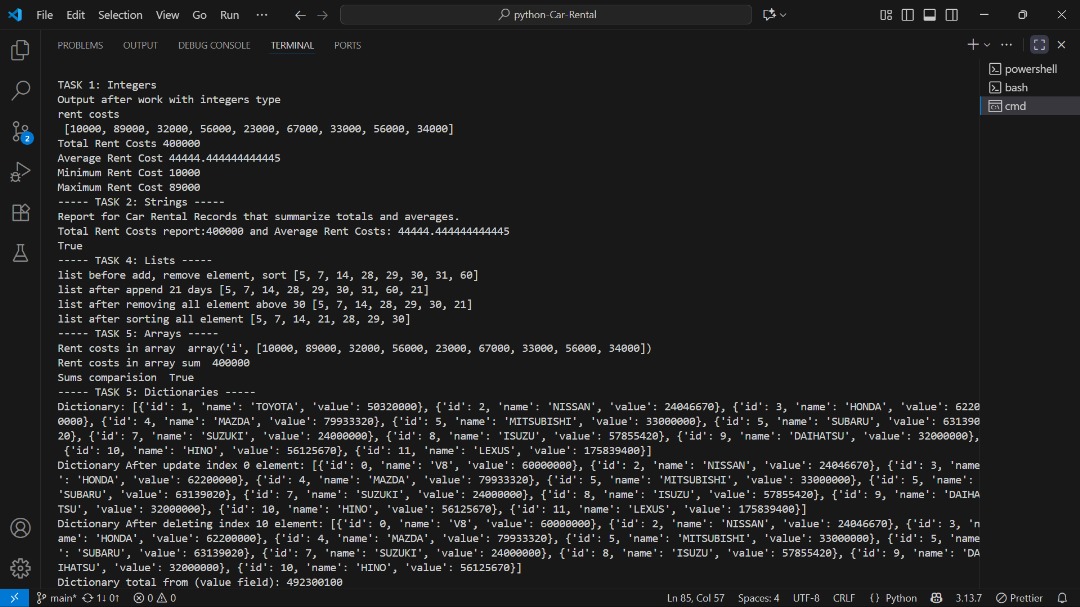 File Edit Selection View Go Run ··· python-Car-Rental
PROBLEMS OUTPUT DEBUG CONSOLE TERMINAL PORTS
powershell
bash
cmd
2
TASK 1: Integers
Output after work with integers type
rent costs
[10000, 89000, 32000, 56000, 23000, 67000, 33000, 56000, 34000]
Total Rent Costs 400000
Average Rent Cost 44444.444444444445
Minimum Rent Cost 10000
Maximum Rent Cost 89000
----- TASK 2: Strings -----
Report for Car Rental Records that summarize totals and averages.
Total Rent Costs report:400000 and Average Rent Costs: 44444.444444444445
True
----- TASK 4: Lists -----
list before add, remove element, sort [5, 7, 14, 28, 29, 30, 31, 60]
list after append 21 days [5, 7, 14, 28, 29, 30, 31, 60, 21]
list after removing all element above 30 [5, 7, 14, 28, 29, 30, 21]
list after sorting all element [5, 7, 14, 21, 28, 29, 30]
----- TASK 5: Arrays -----
Rent costs in array  array('i', [10000, 89000, 32000, 56000, 23000, 67000, 33000, 56000, 34000])
Rent costs in array sum  400000
Sums comparision  True
----- TASK 5: Dictionaries -----
Dictionary: [{'id': 1, 'name': 'TOYOTA', 'value': 50320000}, {'id': 2, 'name': 'NISSAN', 'value': 24046670}, {'id': 3, 'name': 'HONDA', 'value': 6220
0000}, {'id': 4, 'name': 'MAZDA', 'value': 79933320}, {'id': 5, 'name': 'MITSUBISHI', 'value': 33000000}, {'id': 5, 'name': 'SUBARU', 'value': 631390
20}, {'id': 7, 'name': 'SUZUKI', 'value': 24000000}, {'id': 8, 'name': 'ISUZU', 'value': 57855420}, {'id': 9, 'name': 'DAIHATSU', 'value': 32000000},
{'id': 10, 'name': 'HINO', 'value': 56125670}, {'id': 11, 'name': 'LEXUS', 'value': 175839400}]
Dictionary After update index 0 element: [{'id': 0, 'name': 'V8', 'value': 60000000}, {'id': 2, 'name': 'NISSAN', 'value': 24046670}, {'id': 3, 'name
': 'HONDA', 'value': 62200000}, {'id': 4, 'name': 'MAZDA', 'value': 79933320}, {'id': 5, 'name': 'MITSUBISHI', 'value': 33000000}, {'id': 5, 'name':
'SUBARU', 'value': 63139020}, {'id': 7, 'name': 'SUZUKI', 'value': 24000000}, {'id': 8, 'name': 'ISUZU', 'value': 57855420}, {'id': 9, 'name': 'DAIHA
TSU', 'value': 32000000}, {'id': 10, 'name': 'HINO', 'value': 56125670}, {'id': 11, 'name': 'LEXUS', 'value': 175839400}]
Dictionary After deleting index 10 element: [{'id': 0, 'name': 'V8', 'value': 60000000}, {'id': 2, 'name': 'NISSAN', 'value': 24046670}, {'id': 3, 'n
ame': 'HONDA', 'value': 62200000}, {'id': 4, 'name': 'MAZDA', 'value': 79933320}, {'id': 5, 'name': 'MITSUBISHI', 'value': 33000000}, {'id': 5, 'name
': 'SUBARU', 'value': 63139020}, {'id': 7, 'name': 'SUZUKI', 'value': 24000000}, {'id': 8, 'name': 'ISUZU', 'value': 57855420}, {'id': 9, 'name': 'DA
IHATSU', 'value': 32000000}, {'id': 10, 'name': 'HINO', 'value': 56125670}]
Dictionary total from (value field): 492300100
main* 1↓ 0↑ 0 0 Ln 85, Col 57 Spaces: 4 UTF-8 CRLF {} Python 3.13.7 Prettier